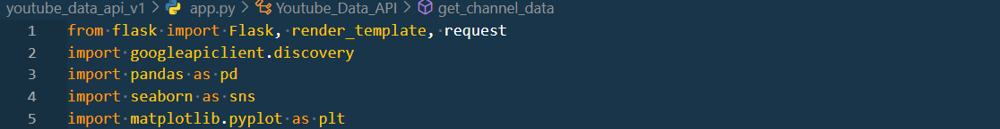 youtube_data_api_v1 > app.py > Youtube_Data_API > get_channel_data
1 from flask import Flask, render_template, request
2 import googleapiclient.discovery
3 import pandas as pd
4 import seaborn as sns
5 import matplotlib.pyplot as plt